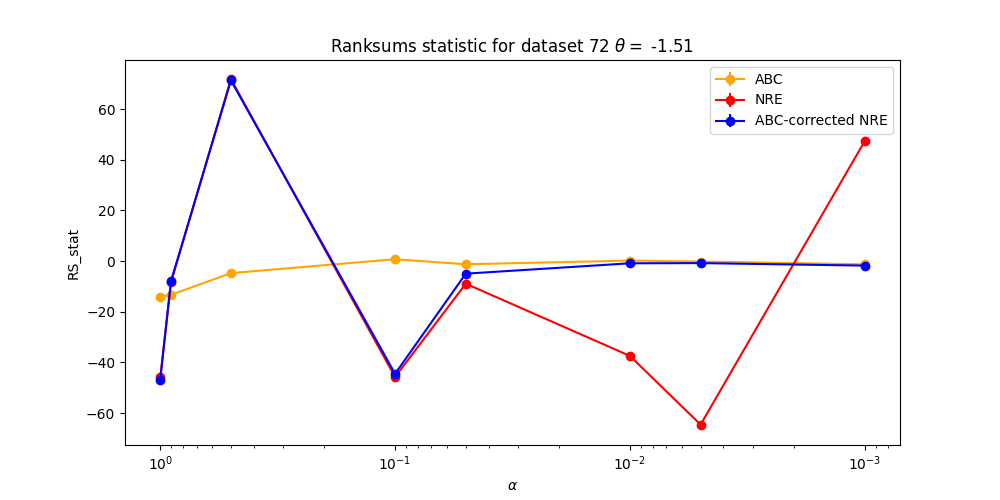 Ranksums statistic for dataset 72 θ = -1.51
ABC
NRE
ABC-corrected NRE
RS_stat
60
40
20
0
−20
−40
−60
10⁰
10⁻¹
10⁻²
10⁻³
α